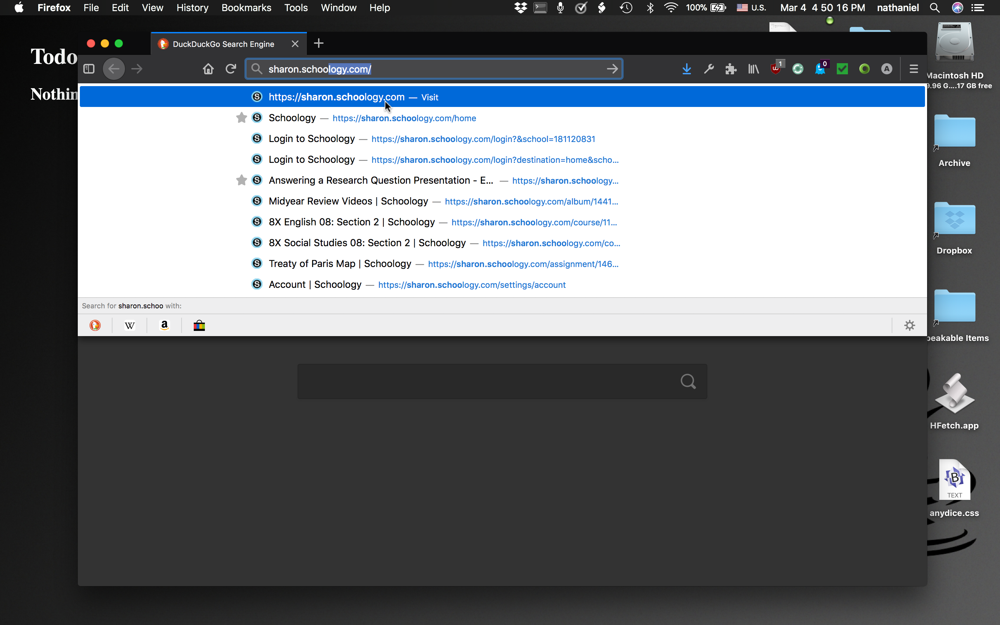 Firefox File Edit View History Bookmarks Tools Window Help 100% U.S. Mar 4 4 50 16 PM nathaniel
DuckDuckGo Search Engine
sharon.schoology.com/
1
0
A
Todo
Nothin
https://sharon.schoology.com — Visit
Schoology — https://sharon.schoology.com/home
Login to Schoology — https://sharon.schoology.com/login?&school=181120831
Login to Schoology — https://sharon.schoology.com/login?destination=home&scho...
Answering a Research Question Presentation - E... — https://sharon.schoology...
Midyear Review Videos | Schoology — https://sharon.schoology.com/album/1441...
8X English 08: Section 2 | Schoology — https://sharon.schoology.com/course/11...
8X Social Studies 08: Section 2 | Schoology — https://sharon.schoology.com/co...
Treaty of Paris Map | Schoology — https://sharon.schoology.com/assignment/146...
Account | Schoology — https://sharon.schoology.com/settings/account
Search for sharon.schoo with:
W
a
Macintosh HD
9.96 G....17 GB free
Archive
Dropbox
peakable Items
HFetch.app
B
TEXT
anydice.css